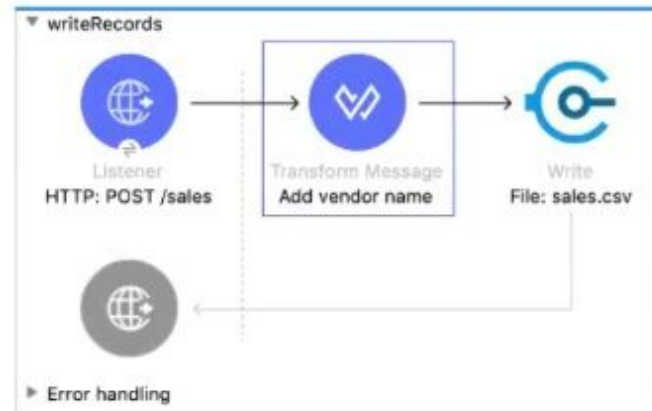 writeRecords
Listener
HTTP: POST /sales
Transform Message
Add vendor name
Write
File: sales.csv
Error handling